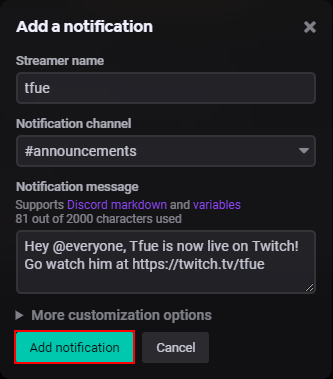 Add a notification
Streamer name
tfue
Notification channel
#announcements
Notification message
Supports Discord markdown and variables
81 out of 2000 characters used
Hey @everyone, Tfue is now live on Twitch!
Go watch him at https://twitch.tv/tfue
More customization options
Add notification Cancel